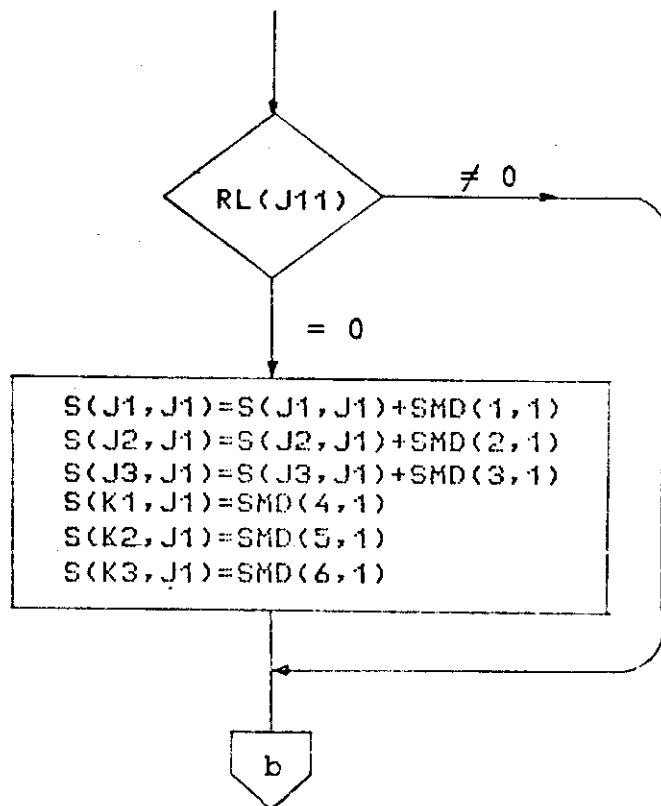 RL(J11)
≠ 0
= 0
S(J1,J1)=S(J1,J1)+SMD(1,1)
S(J2,J1)=S(J2,J1)+SMD(2,1)
S(J3,J1)=S(J3,J1)+SMD(3,1)
S(K1,J1)=SMD(4,1)
S(K2,J1)=SMD(5,1)
S(K3,J1)=SMD(6,1)
b